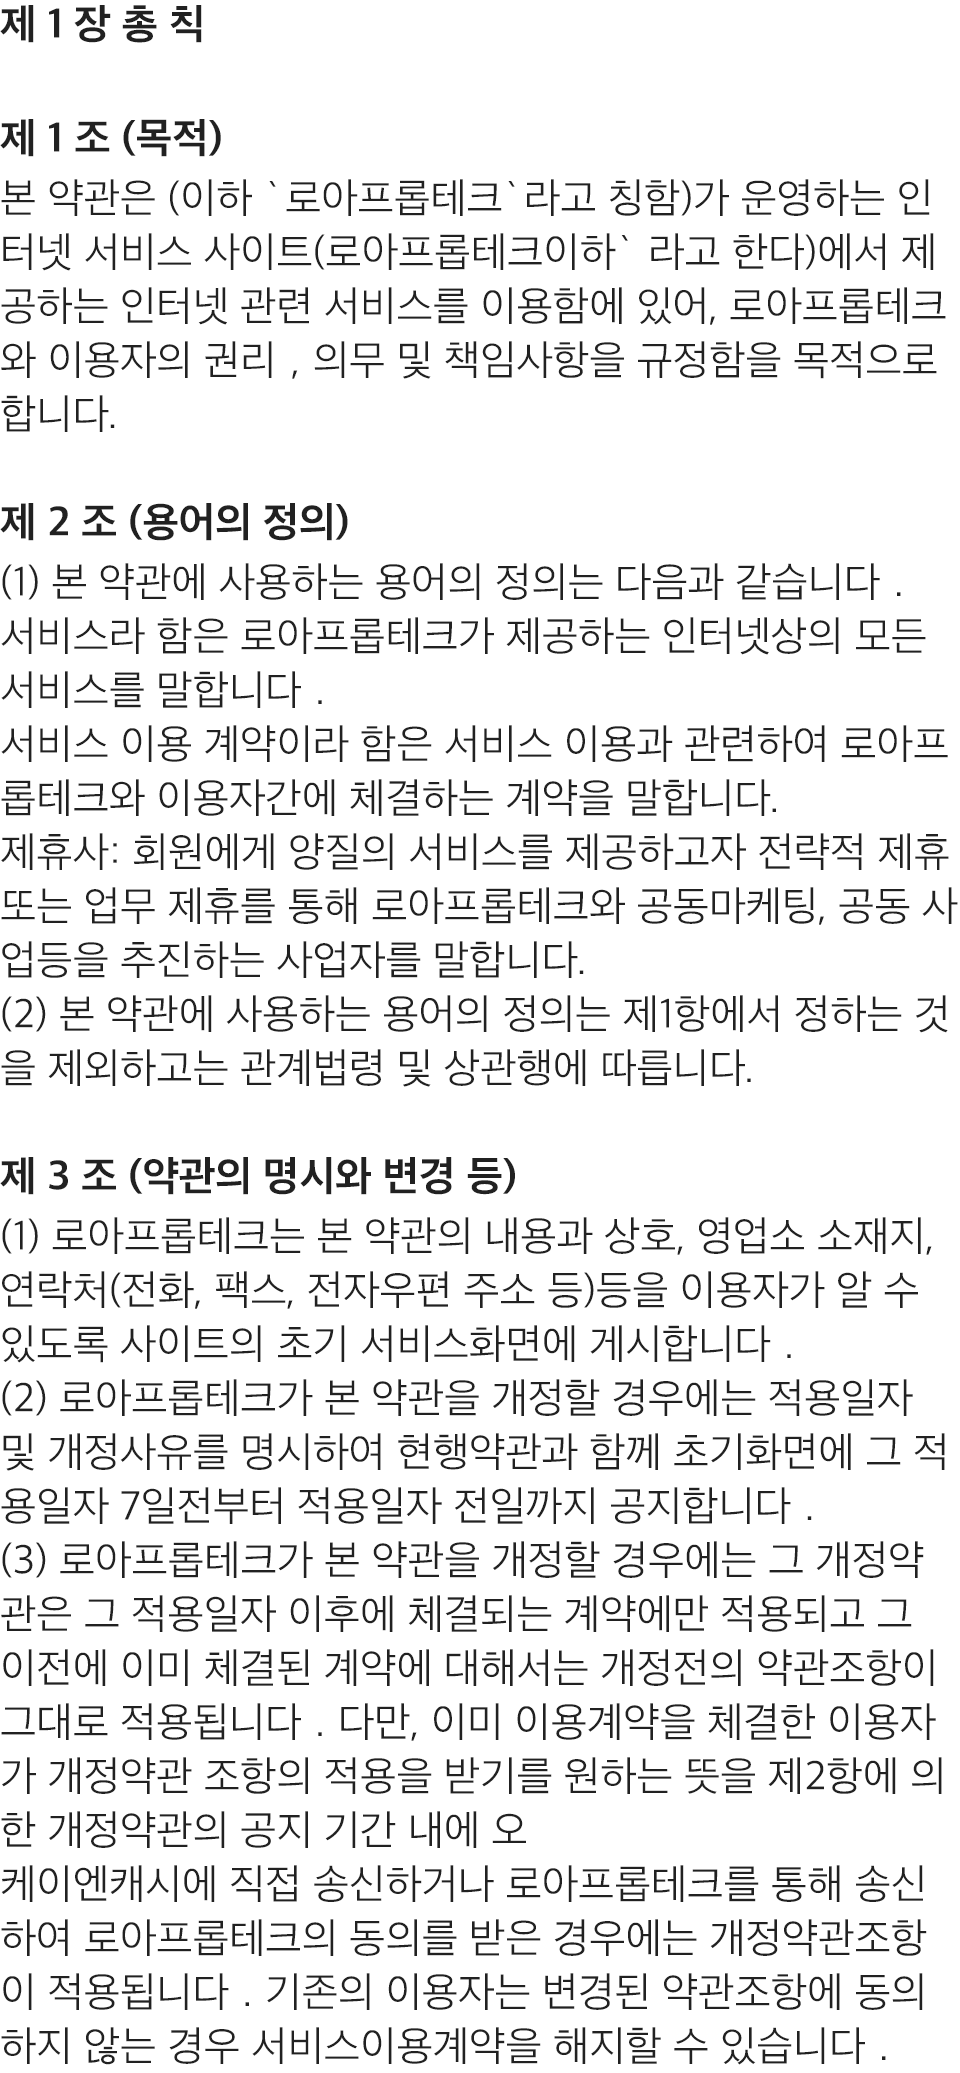 제 1 장 총 칙
제 1 조 (목적)
본 약관은 (이하 `로아프롭테크`라고 칭함)가 운영하는 인
터넷 서비스 사이트(로아프롭테크이하` 라고 한다)에서 제
공하는 인터넷 관련 서비스를 이용함에 있어, 로아프롭테크
와 이용자의 권리 , 의무 및 책임사항을 규정함을 목적으로
합니다.
제 2 조 (용어의 정의)
(1) 본 약관에 사용하는 용어의 정의는 다음과 같습니다 .
서비스라 함은 로아프롭테크가 제공하는 인터넷상의 모든
서비스를 말합니다 .
서비스 이용 계약이라 함은 서비스 이용과 관련하여 로아프
롭테크와 이용자간에 체결하는 계약을 말합니다.
제휴사: 회원에게 양질의 서비스를 제공하고자 전략적 제휴
또는 업무 제휴를 통해 로아프롭테크와 공동마케팅, 공동 사
업등을 추진하는 사업자를 말합니다.
(2) 본 약관에 사용하는 용어의 정의는 제1항에서 정하는 것
을 제외하고는 관계법령 및 상관행에 따릅니다.
제 3 조 (약관의 명시와 변경 등)
(1) 로아프롭테크는 본 약관의 내용과 상호, 영업소 소재지,
연락처(전화, 팩스, 전자우편 주소 등)등을 이용자가 알 수
있도록 사이트의 초기 서비스화면에 게시합니다 .
(2) 로아프롭테크가 본 약관을 개정할 경우에는 적용일자
및 개정사유를 명시하여 현행약관과 함께 초기화면에 그 적
용일자 7일전부터 적용일자 전일까지 공지합니다 .
(3) 로아프롭테크가 본 약관을 개정할 경우에는 그 개정약
관은 그 적용일자 이후에 체결되는 계약에만 적용되고 그
이전에 이미 체결된 계약에 대해서는 개정전의 약관조항이
그대로 적용됩니다 . 다만, 이미 이용계약을 체결한 이용자
가 개정약관 조항의 적용을 받기를 원하는 뜻을 제2항에 의
한 개정약관의 공지 기간 내에 오
케이엔캐시에 직접 송신하거나 로아프롭테크를 통해 송신
하여 로아프롭테크의 동의를 받은 경우에는 개정약관조항
이 적용됩니다 . 기존의 이용자는 변경된 약관조항에 동의
하지 않는 경우 서비스이용계약을 해지할 수 있습니다 .